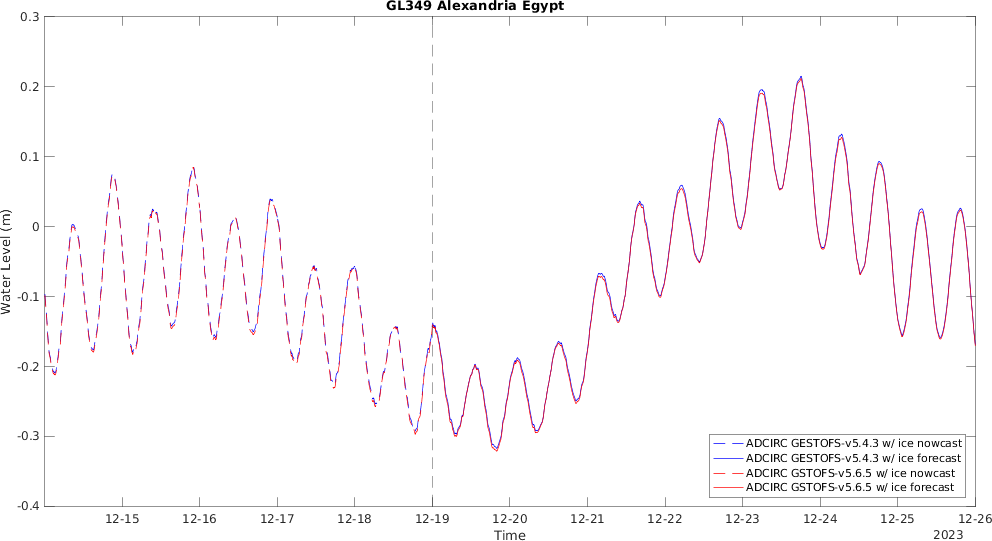 GL349 Alexandria Egypt
0.3
0.2
0.1
0
-0.1
-0.2
-0.3
-0.4
Water Level (m)
ADCIRC GESTOFS-v5.4.3 w/ ice nowcast
ADCIRC GESTOFS-v5.4.3 w/ ice forecast
ADCIRC GSTOFS-v5.6.5 w/ ice nowcast
ADCIRC GSTOFS-v5.6.5 w/ ice forecast
12-15 12-16 12-17 12-18 12-19 12-20 12-21 12-22 12-23 12-24 12-25 12-26
Time
2023